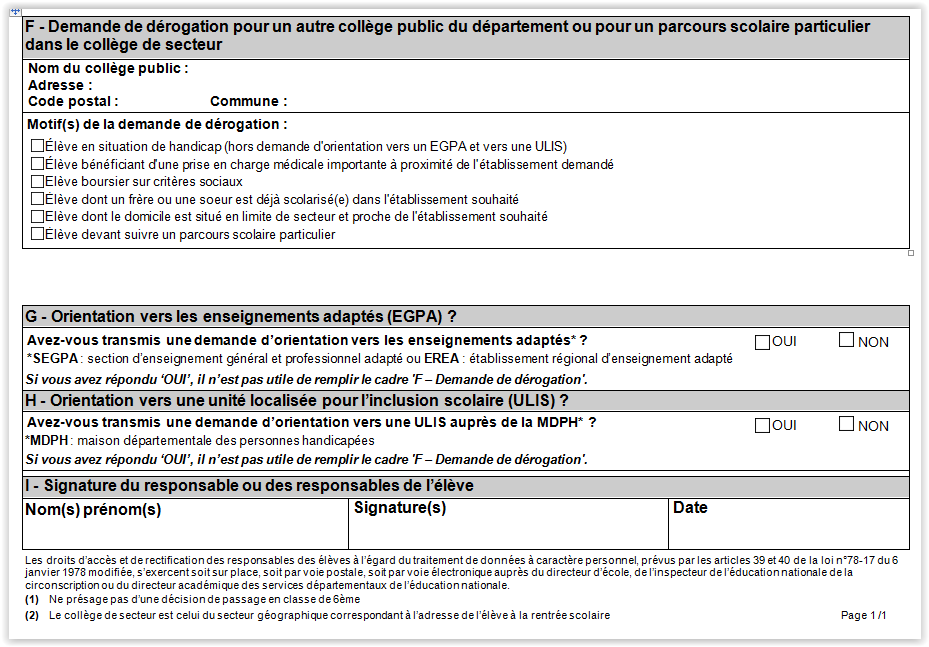 F - Demande de dérogation pour un autre collège public du département ou pour un parcours scolaire particulier
dans le collège de secteur
Nom du collège public :
Adresse :
Code postal : Commune :
Motif(s) de la demande de dérogation :
Élève en situation de handicap (hors demande d'orientation vers un EGPA et vers une ULIS)
Élève bénéficiant d'une prise en charge médicale importante à proximité de l'établissement demandé
Elève boursier sur critères sociaux
Élève dont un frère ou une soeur est déjà scolarisé(e) dans l'établissement souhaité
Elève dont le domicile est situé en limite de secteur et proche de l'établissement souhaité
Élève devant suivre un parcours scolaire particulier
G - Orientation vers les enseignements adaptés (EGPA) ?
Avez-vous transmis une demande d'orientation vers les enseignements adaptés* ? OUI NON
*SEGPA : section d'enseignement général et professionnel adapté ou EREA : établissement régional d'enseignement adapté
Si vous avez répondu 'OUI', il n'est pas utile de remplir le cadre 'F – Demande de dérogation'.
H - Orientation vers une unité localisée pour l'inclusion scolaire (ULIS) ?
Avez-vous transmis une demande d'orientation vers une ULIS auprès de la MDPH* ? OUI NON
*MDPH : maison départementale des personnes handicapées
Si vous avez répondu 'OUI', il n'est pas utile de remplir le cadre 'F – Demande de dérogation'.
I - Signature du responsable ou des responsables de l'élève
Nom(s) prénom(s) Signature(s) Date
Les droits d'accès et de rectification des responsables des élèves à l'égard du traitement de données à caractère personnel, prévus par les articles 39 et 40 de la loi n°78-17 du 6
janvier 1978 modifiée, s'exercent soit sur place, soit par voie postale, soit par voie électronique auprès du directeur d'école, de l'inspecteur de l'éducation nationale de la
circonscription ou du directeur académique des services départementaux de l'éducation nationale.
(1) Ne présage pas d'une décision de passage en classe de 6ème
(2) Le collège de secteur est celui du secteur géographique correspondant à l'adresse de l'élève à la rentrée scolaire Page 1 /1